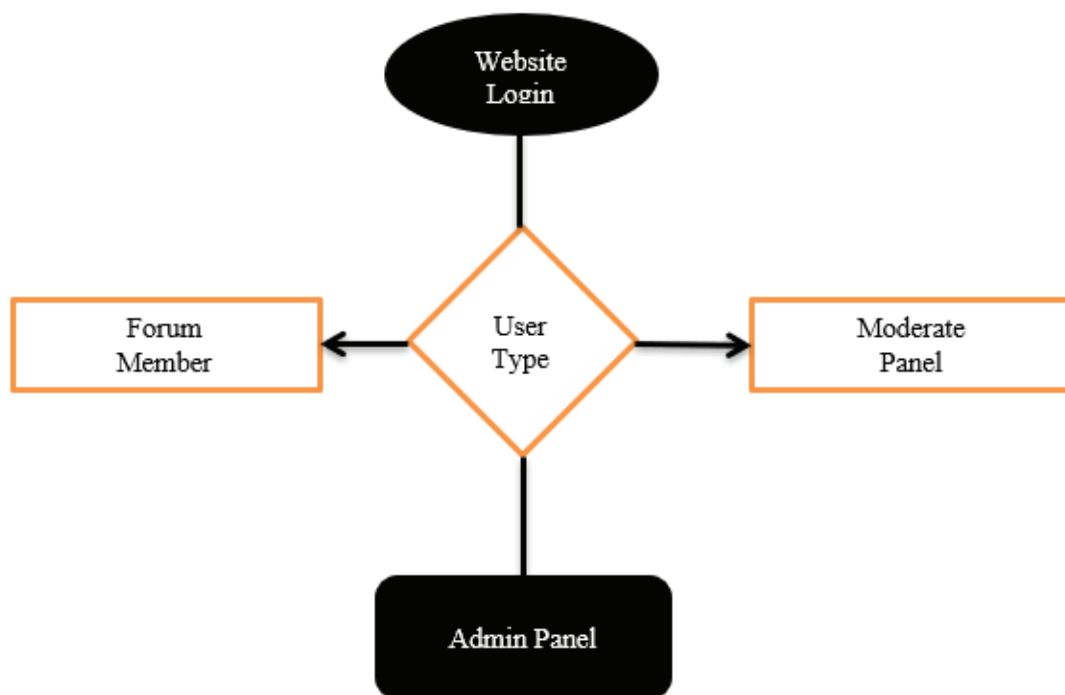 Website
Login
User
Type
Forum
Member
Moderate
Panel
Admin Panel